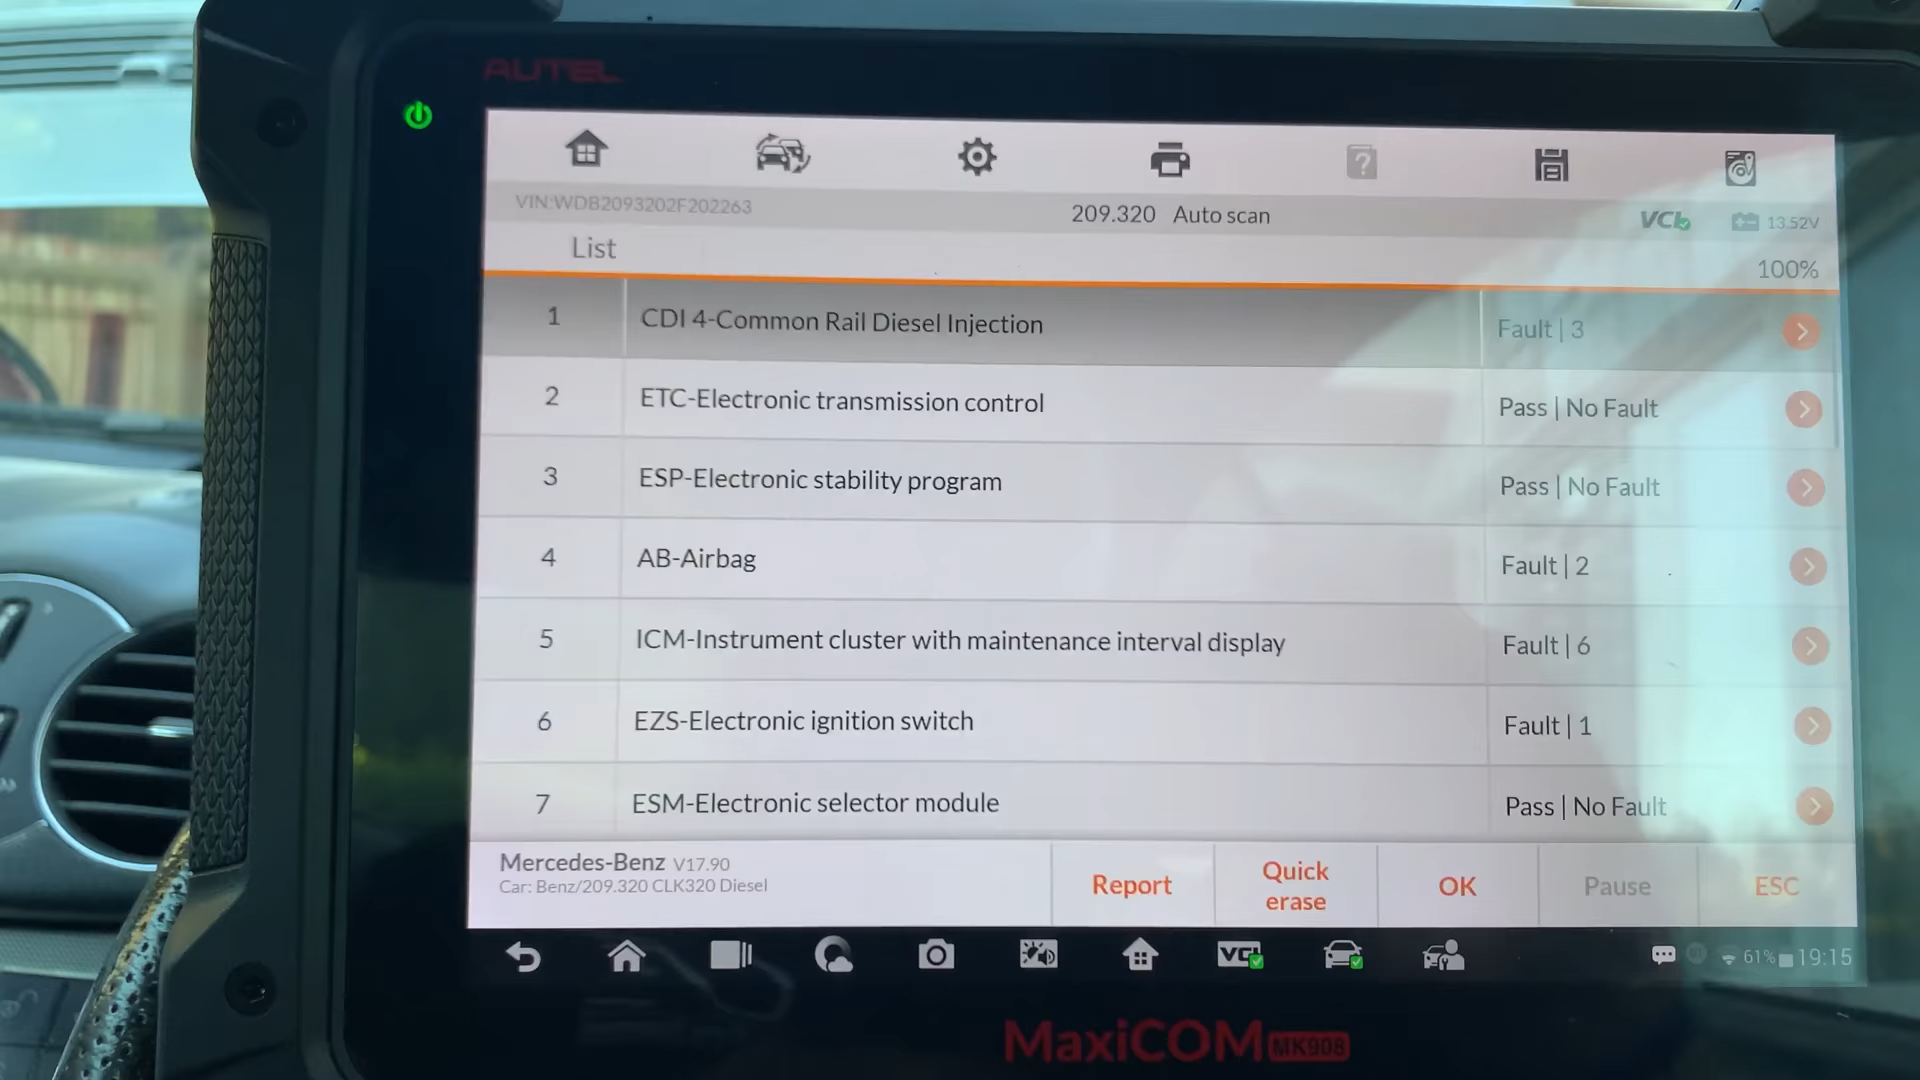 AUTEL
VIN:WDB2093202F202263
209.320 Auto scan
VCI
13.52V
List
100%
1 CDI 4-Common Rail Diesel Injection Fault | 3
2 ETC-Electronic transmission control Pass | No Fault
3 ESP-Electronic stability program Pass | No Fault
4 AB-Airbag Fault | 2
5 ICM-Instrument cluster with maintenance interval display Fault | 6
6 EZS-Electronic ignition switch Fault | 1
7 ESM-Electronic selector module Pass | No Fault
Mercedes-Benz V17.90
Car: Benz/209.320 CLK320 Diesel
Report
Quick
erase
OK
Pause
ESC
VCI
61%
19:15
MaxiCOM MK908